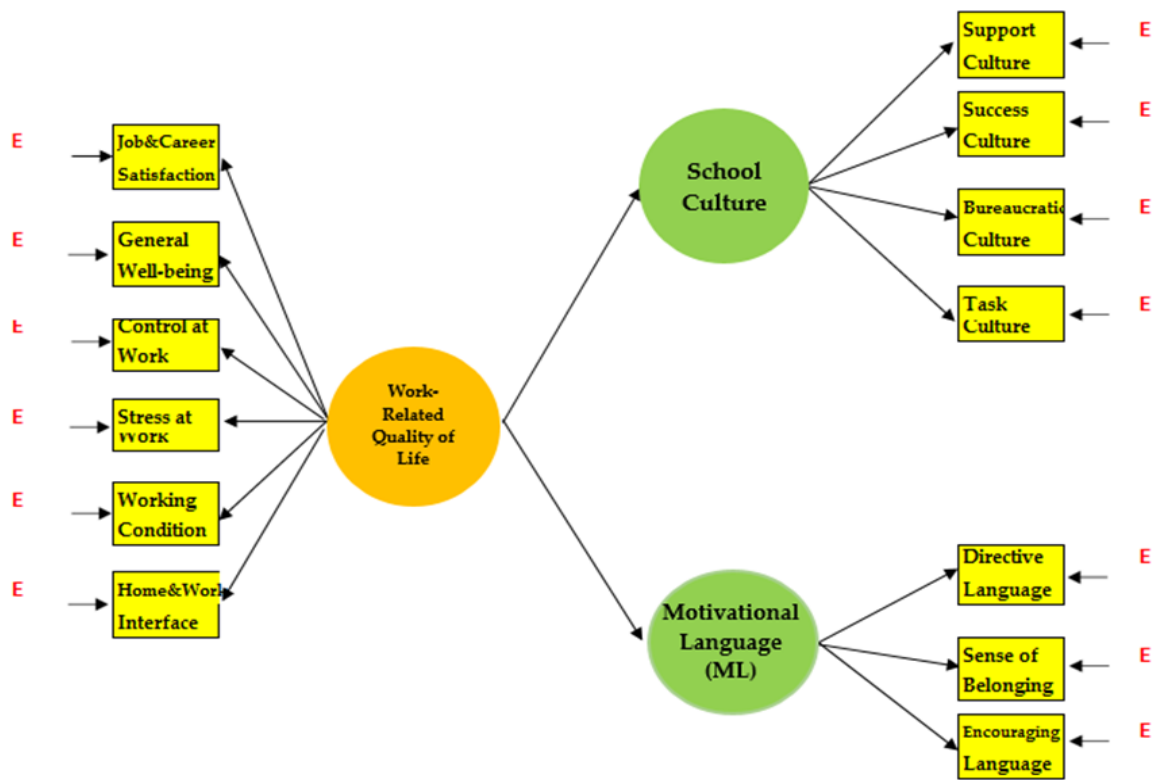 E
Job&Career
Satisfaction
E
General
Well-being
E
Control at
Work
E
Stress at
Work
E
Working
Condition
E
Home&Work
Interface
Work-
Related
Quality of
Life
School
Culture
Support
Culture
E
Success
Culture
E
Bureaucratic
Culture
E
Task
Culture
E
Motivational
Language
(ML)
Directive
Language
E
Sense of
Belonging
E
Encouraging
Language
E